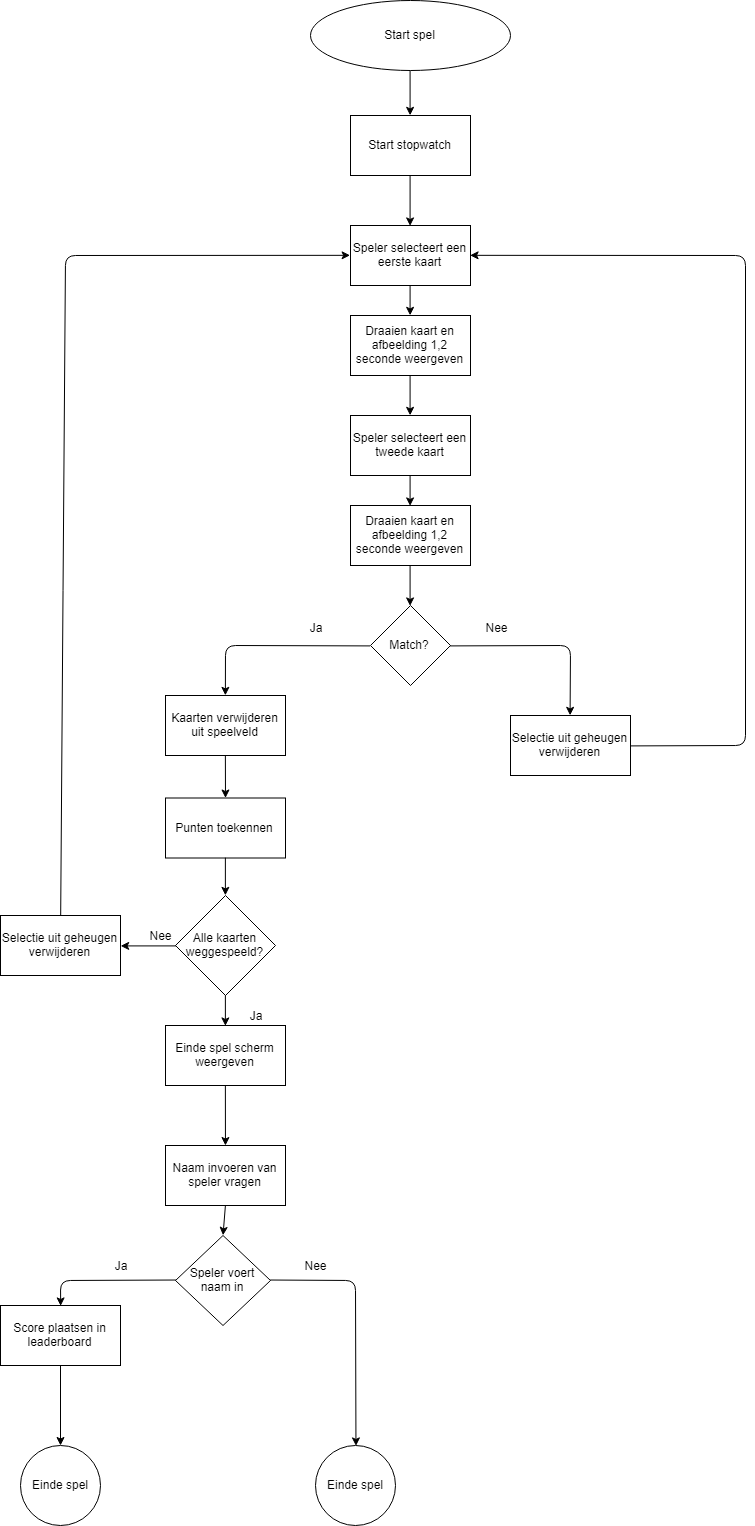 Start spel
Start stopwatch
Speler selecteert een
eerste kaart
Draaien kaart en
afbeelding 1,2
seconde weergeven
Speler selecteert een
tweede kaart
Draaien kaart en
afbeelding 1,2
seconde weergeven
Ja
Nee
Match?
Kaarten verwijderen
uit speelveld
Selectie uit geheugen
verwijderen
Punten toekennen
Selectie uit geheugen
verwijderen
Nee
Alle kaarten
weggespeeld?
Ja
Einde spel scherm
weergeven
Naam invoeren van
speler vragen
Ja
Speler voert
naam in
Nee
Score plaatsen in
leaderboard
Einde spel
Einde spel